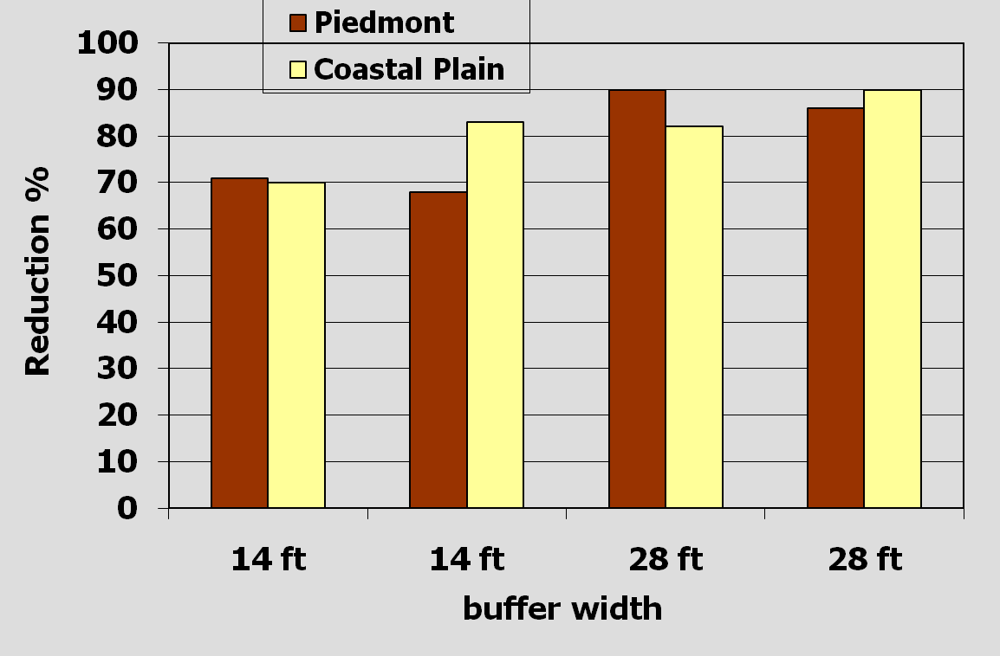 Piedmont
Coastal Plain
100
90
80
70
60
50
40
30
20
10
0
Reduction %
14 ft 14 ft 28 ft 28 ft
buffer width